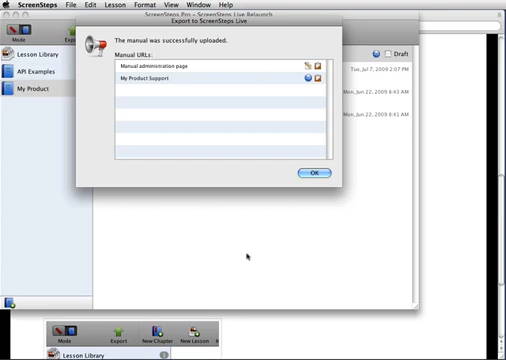 ScreenSteps File Edit Lesson Format View Window Help
ScreenSteps Pro - ScreenSteps Live Relaunch
Export to ScreenSteps Live
The manual was successfully uploaded.
Manual URLs:
Manual administration page
My Product Support
OK
Mode
Lesson Library
API Examples
My Product
Draft
Tue, Jul 7, 2009 2:07 PM
Mon, Jun 22, 2009 8:43 AM
Mon, Jun 22, 2009 8:41 AM
Mode Export New Chapter New Lesson
Lesson Library